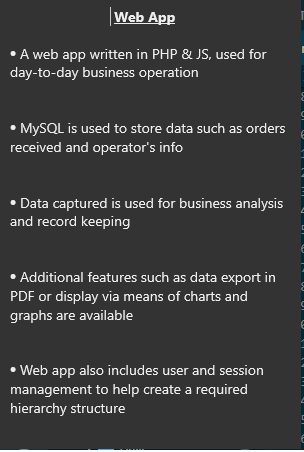 Web App
• A web app written in PHP & JS, used for
day-to-day business operation
• MySQL is used to store data such as orders
received and operator's info
• Data captured is used for business analysis
and record keeping
• Additional features such as data export in
PDF or display via means of charts and
graphs are available
• Web app also includes user and session
management to help create a required
hierarchy structure